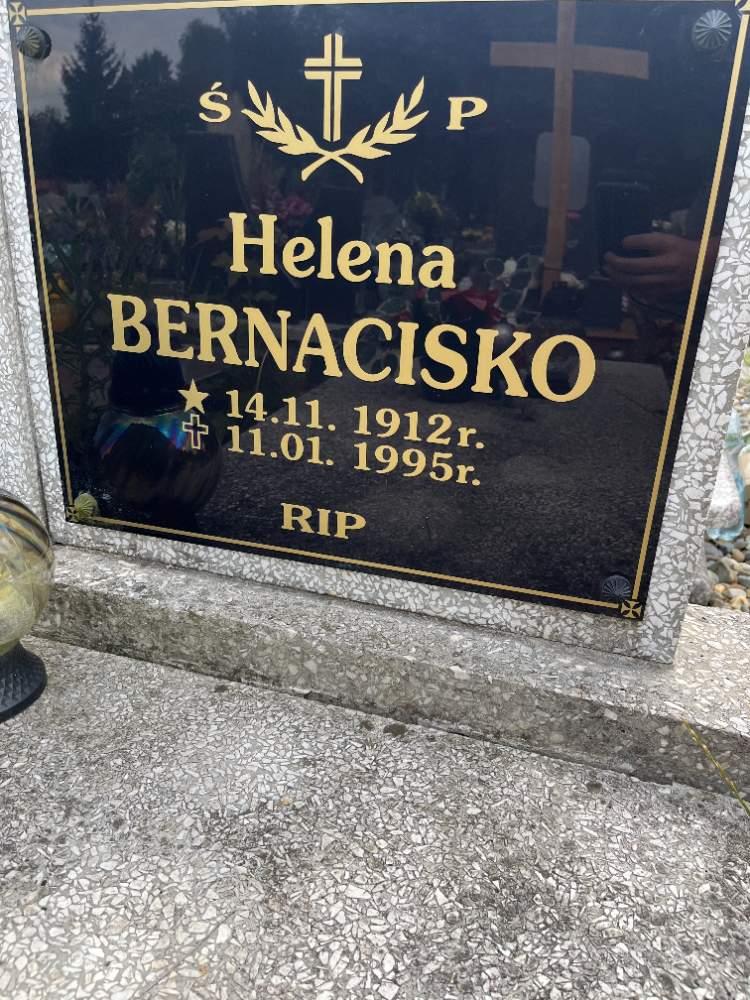 Ś P
Helena
BERNACISKO
14.11. 1912r.
11.01. 1995r.
RIP